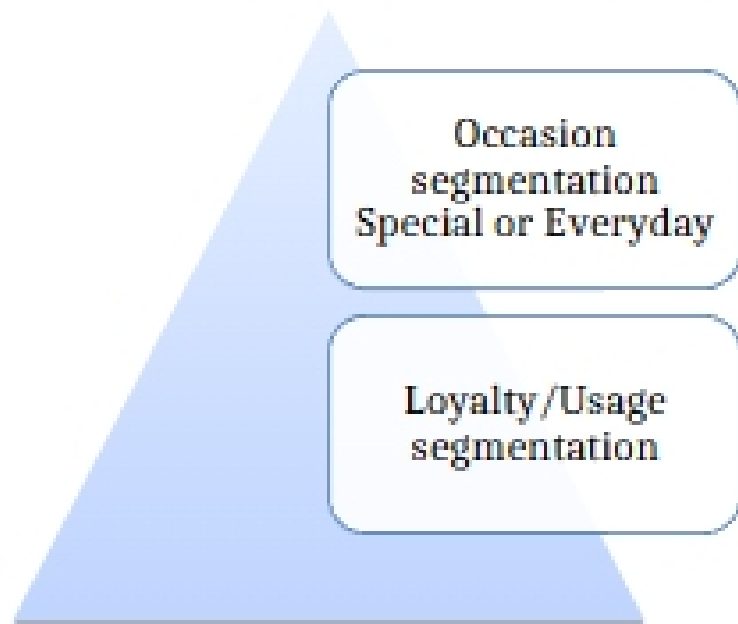 Occasion
segmentation
Special or Everyday
Loyalty/Usage
segmentation